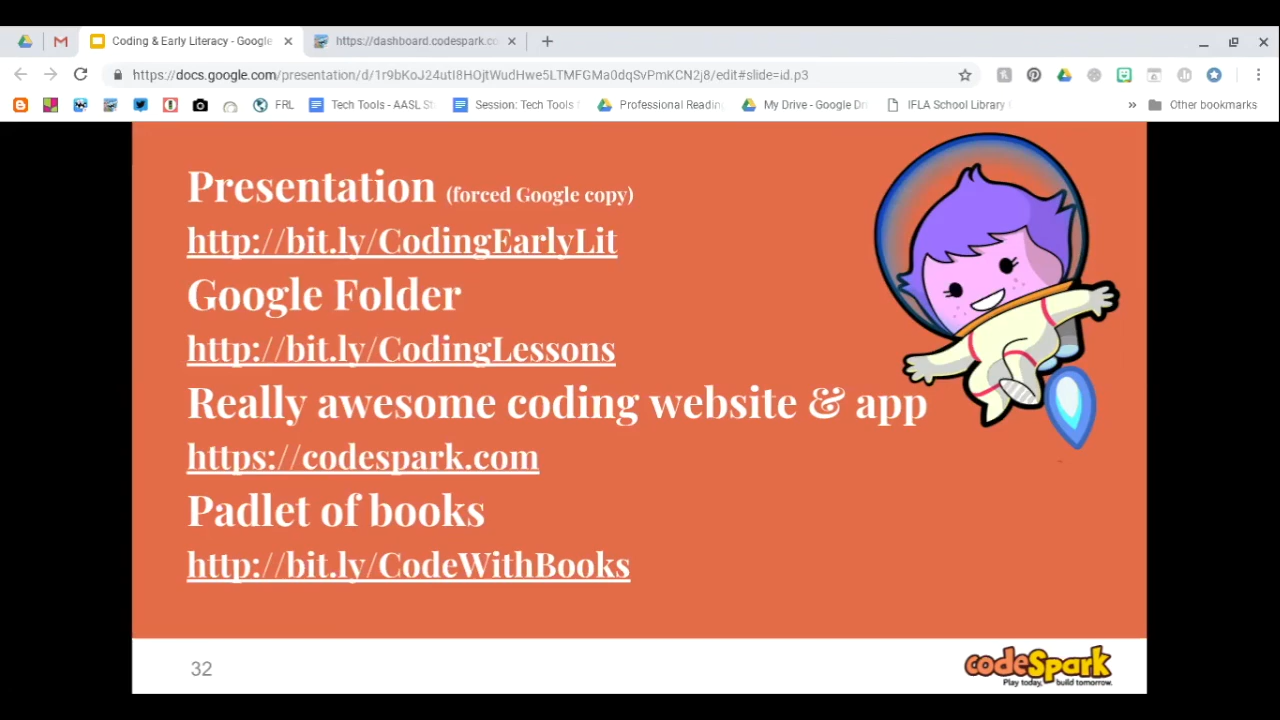 Coding & Early Literacy - Google
https://dashboard.codespark.co
https://docs.google.com/presentation/d/1r9bKoJ24utI8HOjtWudHwe5LTMFGMa0dqSvPmKCN2j8/edit#slide=id.p3
FRL
Tech Tools - AASL St
Session: Tech Tools f
Professional Reading
My Drive - Google Dr
IFLA School Library
»
Other bookmarks
Presentation (forced Google copy)
http://bit.ly/CodingEarlyLit
Google Folder
http://bit.ly/CodingLessons
Really awesome coding website & app
https://codespark.com
Padlet of books
http://bit.ly/CodeWithBooks
32
codeSpark
Play today, build tomorrow.